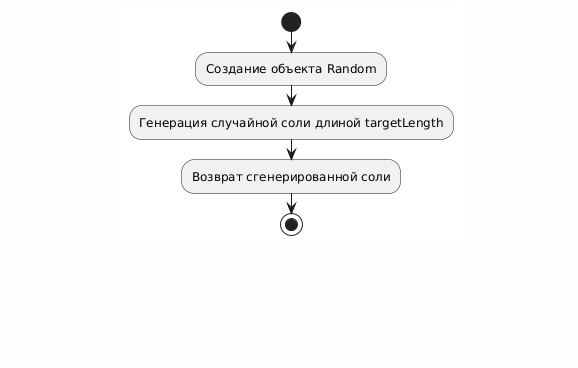 Создание объекта Random
Генерация случайной соли длиной targetLength
Возврат сгенерированной соли